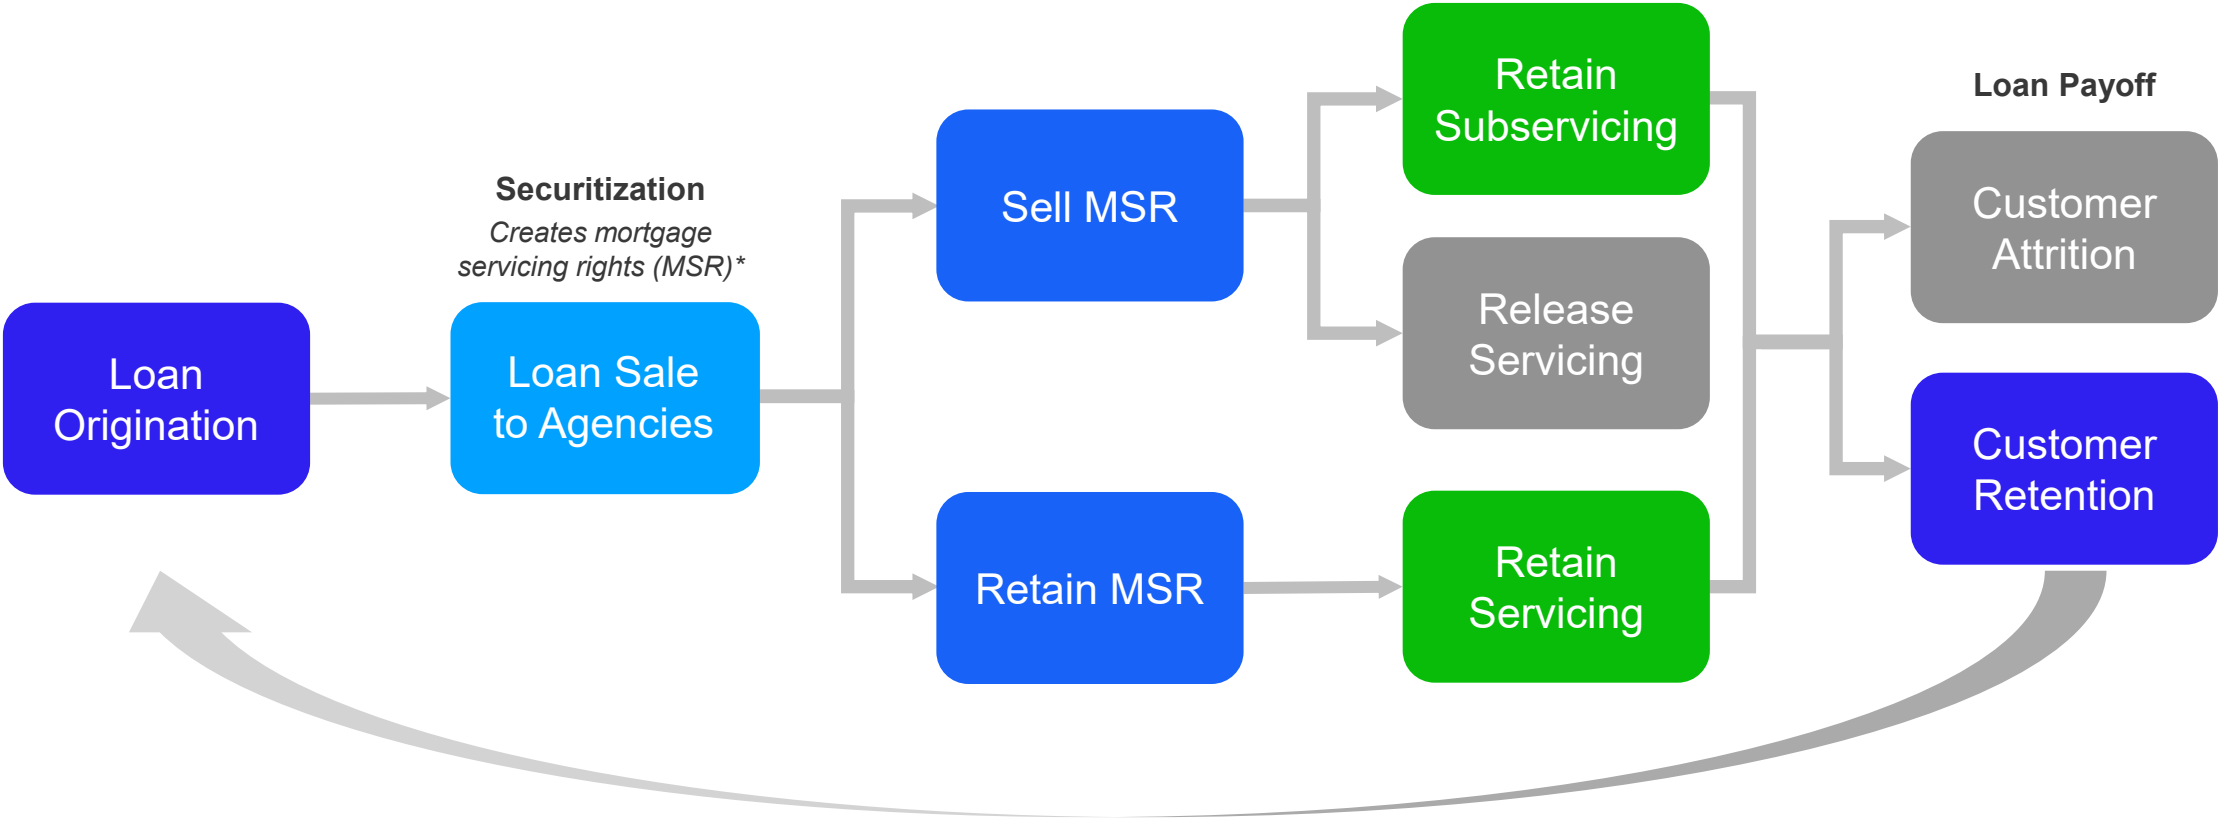 Loan
Origination
Securitization
Creates mortgage
servicing rights (MSR)*
Loan Sale
to Agencies
Sell MSR
Retain MSR
Retain
Subservicing
Release
Servicing
Retain
Servicing
Loan Payoff
Customer
Attrition
Customer
Retention